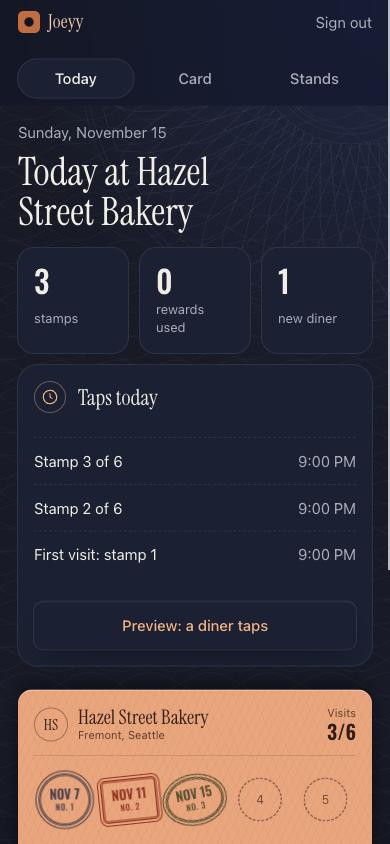 Joeyy
Sign out
Today
Card
Stands
Sunday, November 15
Today at Hazel
Street Bakery
3
stamps
0
rewards
used
1
new diner
Taps today
Stamp 3 of 6
9:00 PM
Stamp 2 of 6
9:00 PM
First visit: stamp 1
9:00 PM
Preview: a diner taps
HS
Hazel Street Bakery
Fremont, Seattle
Visits
3/6
NOV 7
NO. 1
NOV 11
NO. 2
NOV 15
NO. 3
4
5